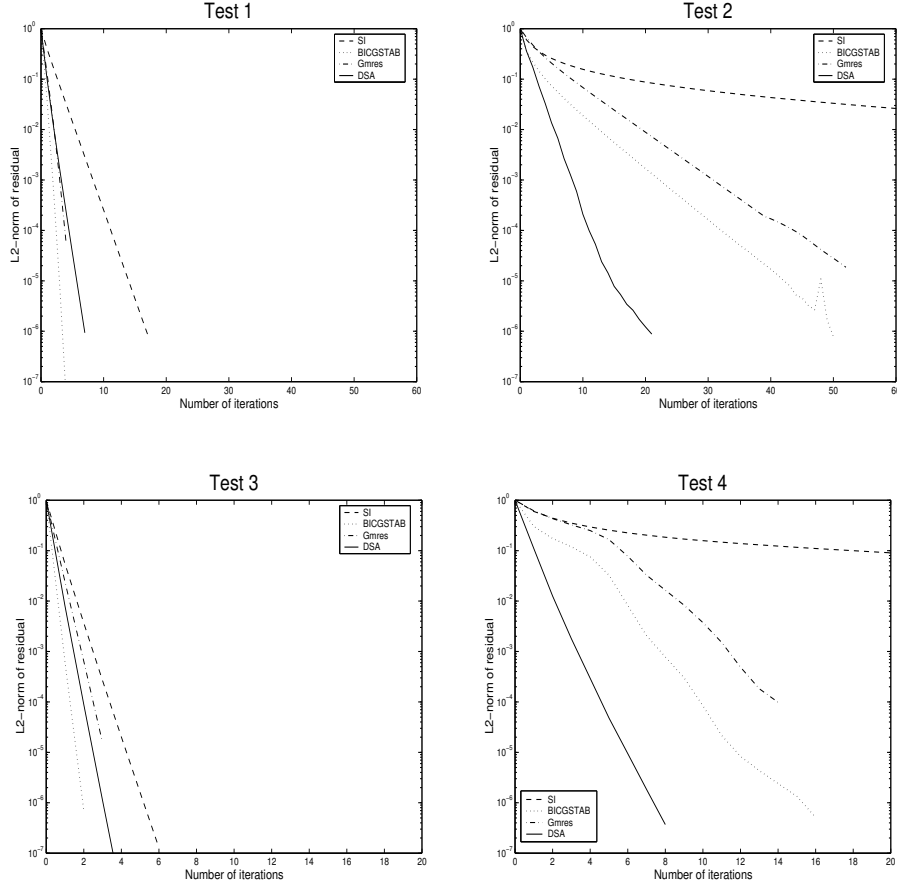 Test 1
10^0
10^−1
10^−2
10^−3
10^−4
10^−5
10^−6
10^−7
L2−norm of residual
0 10 20 30 40 50 60
Number of iterations
SI
BICGSTAB
Gmres
DSA
Test 2
10^0
10^−1
10^−2
10^−3
10^−4
10^−5
10^−6
10^−7
L2−norm of residual
0 10 20 30 40 50 60
Number of iterations
SI
BICGSTAB
Gmres
DSA
Test 3
10^0
10^−1
10^−2
10^−3
10^−4
10^−5
10^−6
10^−7
L2−norm of residual
0 2 4 6 8 10 12 14 16 18 20
Number of iterations
SI
BICGSTAB
Gmres
DSA
Test 4
10^0
10^−1
10^−2
10^−3
10^−4
10^−5
10^−6
10^−7
L2−norm of residual
0 2 4 6 8 10 12 14 16 18 20
Number of iterations
SI
BICGSTAB
Gmres
DSA